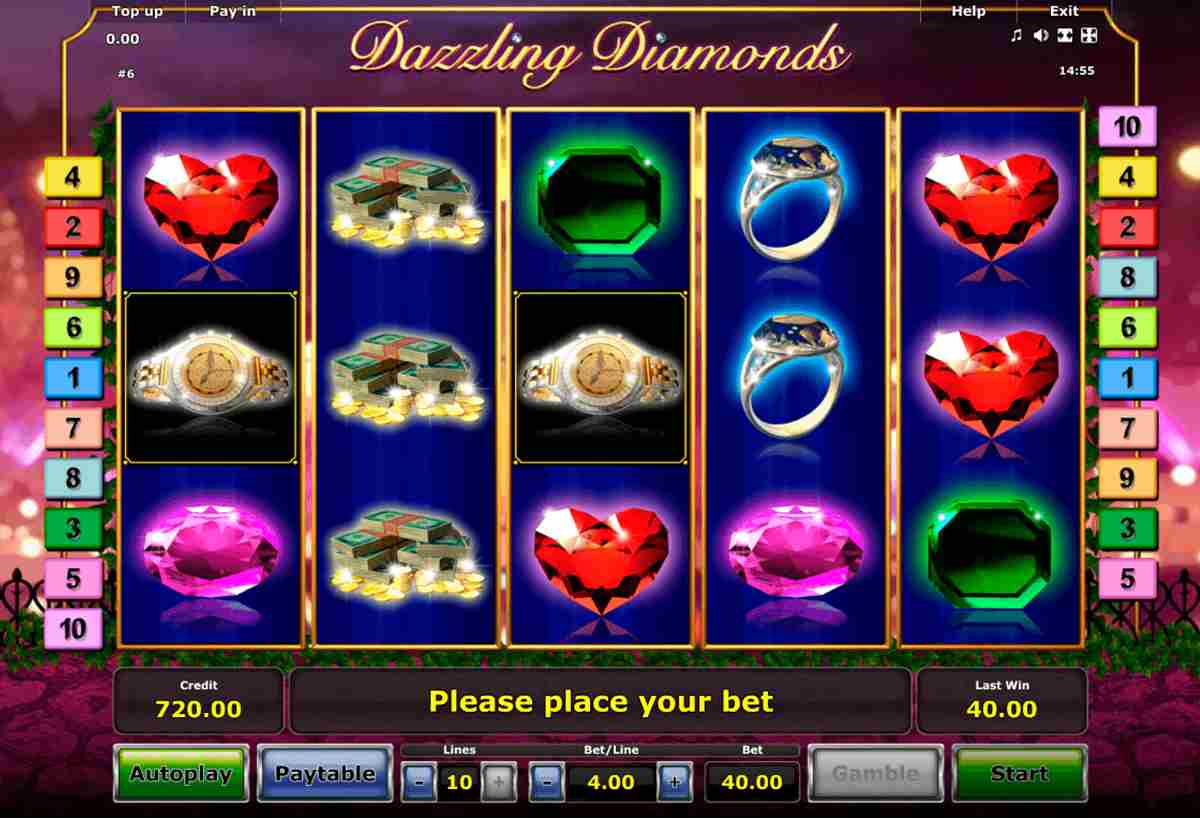 Top up Pay in Help Exit
0.00
Dazzling Diamonds
#6 14:55
10
4 4
2 2
9 8
6 6
1 1
7 7
8 9
3 3
5 5
10
Credit Last Win
720.00 Please place your bet 40.00
Lines Bet/Line Bet
Autoplay Paytable - 10 + - 4.00 + 40.00 Gamble Start